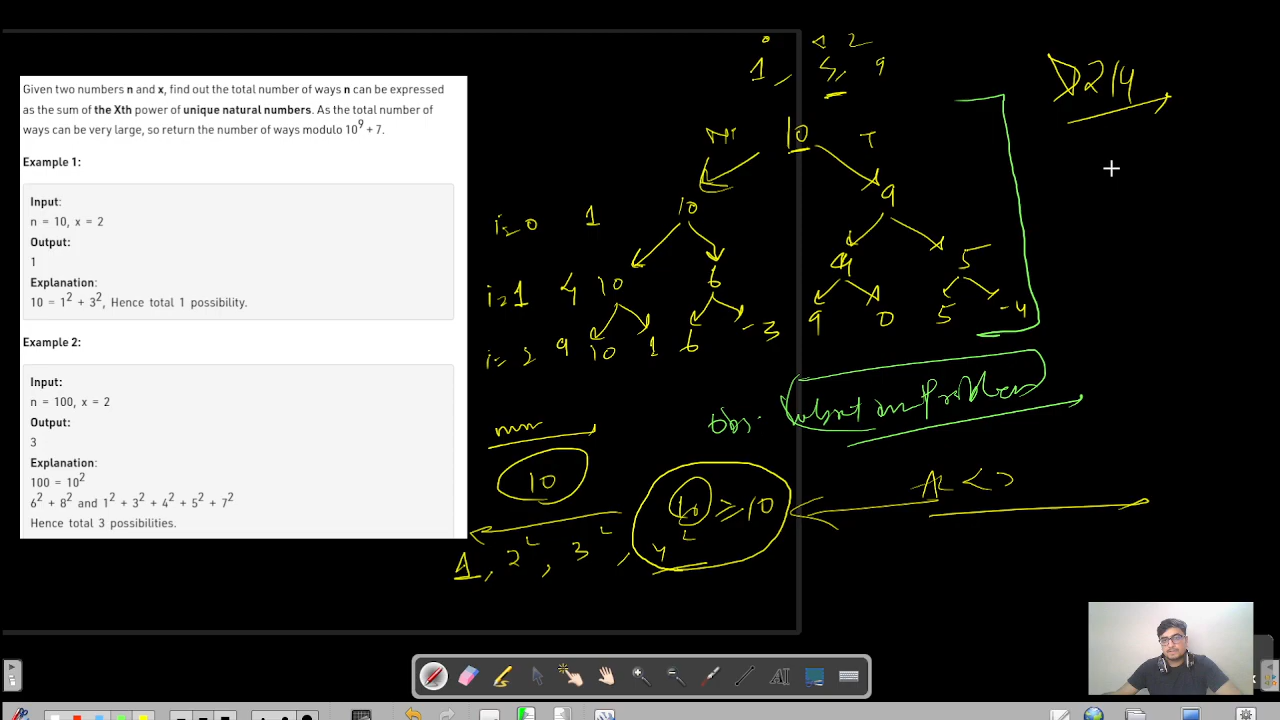 Given two numbers n and x, find out the total number of ways n can be expressed
as the sum of the Xth power of unique natural numbers. As the total number of
ways can be very large, so return the number of ways modulo 10^9 + 7.
Example 1:
Input:
n = 10, x = 2
Output:
1
Explanation:
10 = 1^2 + 3^2, Hence total 1 possibility.
Example 2:
Input:
n = 100, x = 2
Output:
3
Explanation:
100 = 10^2
6^2 + 8^2 and 1^2 + 3^2 + 4^2 + 5^2 + 7^2
Hence total 3 possibilities.
10 T
10 9
i=0 1
10 6 5
i=1 4
9 0 5 -4
i=2 9 10 1 6 -3
10
10 ≥ 10
1, 2^2, 3^2, 4^2